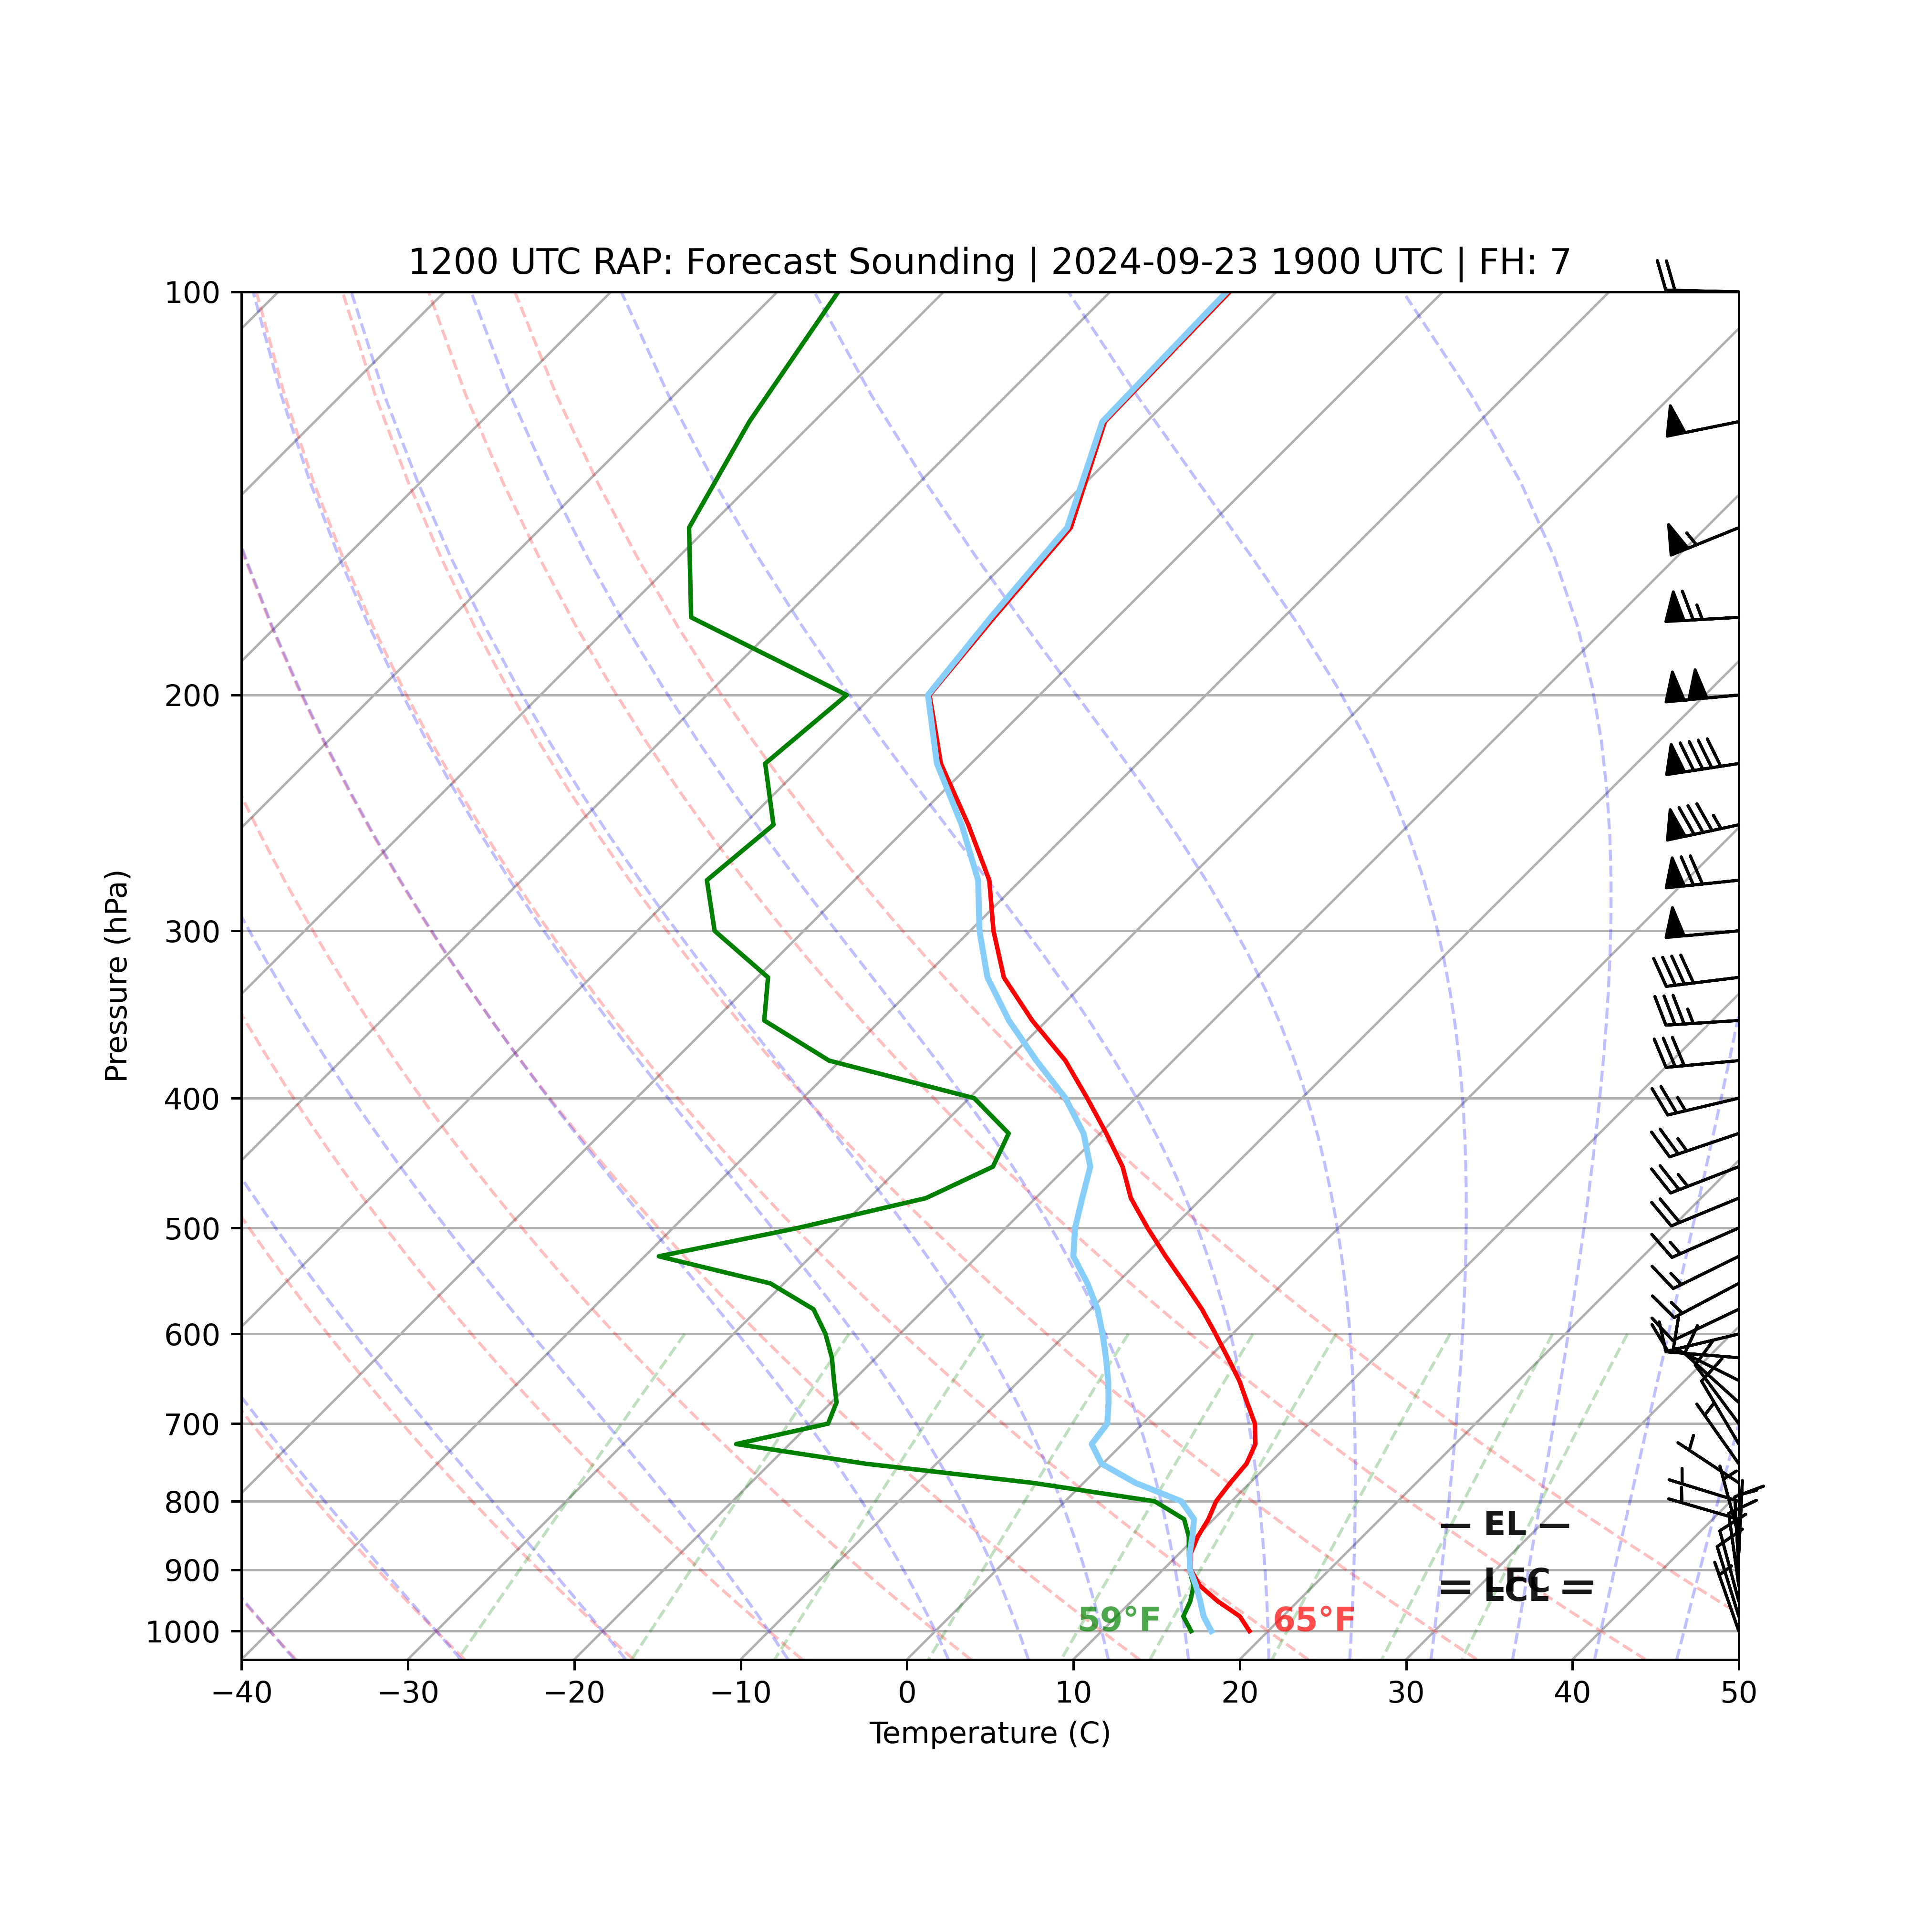 1200 UTC RAP: Forecast Sounding | 2024-09-23 1900 UTC | FH: 7
100
200
300
400
500
600
700
800
900
1000
Pressure (hPa)
— EL —
— LFC —
— LCL —
59°F
65°F
−40 −30 −20 −10 0 10 20 30 40 50
Temperature (C)